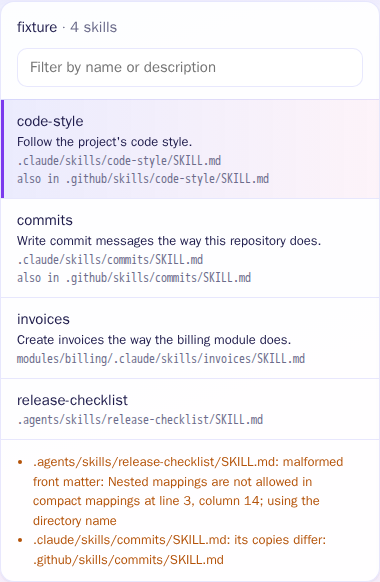 fixture · 4 skills
Filter by name or description
code-style
Follow the project's code style.
.claude/skills/code-style/SKILL.md
also in .github/skills/code-style/SKILL.md
commits
Write commit messages the way this repository does.
.claude/skills/commits/SKILL.md
also in .github/skills/commits/SKILL.md
invoices
Create invoices the way the billing module does.
modules/billing/.claude/skills/invoices/SKILL.md
release-checklist
.agents/skills/release-checklist/SKILL.md
• .agents/skills/release-checklist/SKILL.md: malformed
front matter: Nested mappings are not allowed in
compact mappings at line 3, column 14; using the
directory name
• .claude/skills/commits/SKILL.md: its copies differ:
.github/skills/commits/SKILL.md